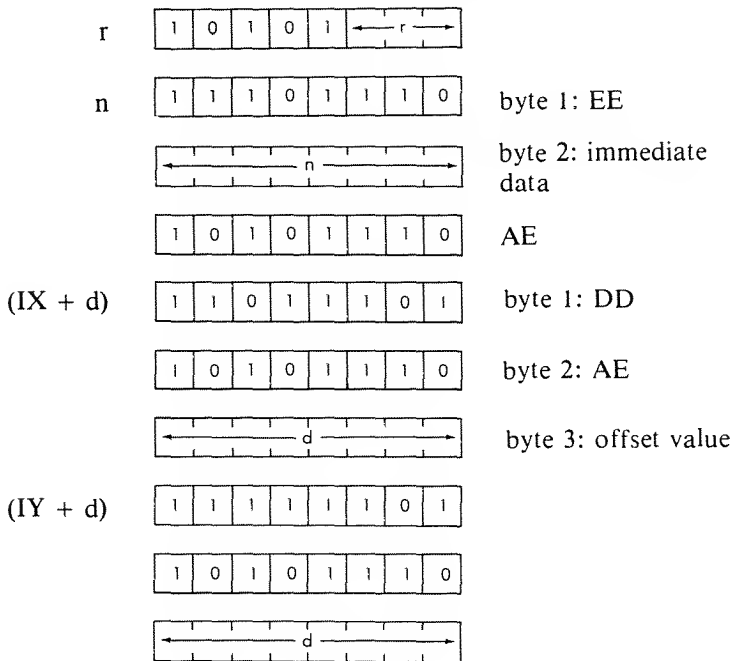 r 1 0 1 0 1 r
n 1 1 1 0 1 1 1 0 byte 1: EE
n byte 2: immediate
data
1 0 1 0 1 1 1 0 AE
(IX + d) 1 1 0 1 1 1 0 1 byte 1: DD
1 0 1 0 1 1 1 0 byte 2: AE
d byte 3: offset value
(IY + d) 1 1 1 1 1 1 0 1
1 0 1 0 1 1 1 0
d